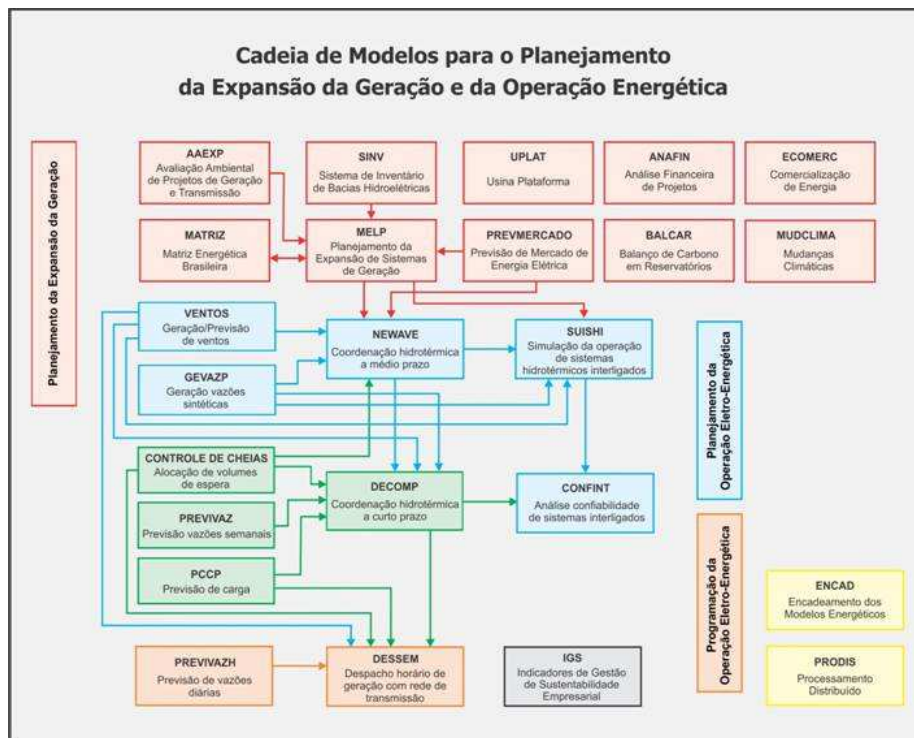 Cadeia de Modelos para o Planejamento
da Expansão da Geração e da Operação Energética
Planejamento da Expansão da Geração
AAEXP
Avaliação Ambiental
de Projetos de Geração
e Transmissão
SINV
Sistema de Inventário
de Bacias Hidroelétricas
UPLAT
Usina Plataforma
ANAFIN
Análise Financeira
de Projetos
ECOMERC
Comercialização
de Energia
MATRIZ
Matriz Energética
Brasileira
MELP
Planejamento da
Expansão de Sistemas
de Geração
PREVMERCADO
Previsão de Mercado de
Energia Elétrica
BALCAR
Balanço de Carbono
em Reservatórios
MUDCLIMA
Mudanças
Climáticas
VENTOS
Geração/Previsão
de ventos
NEWAVE
Coordenação hidrotérmica
a médio prazo
SUISHI
Simulação da operação
de sistemas
hidrotérmicos interligados
GEVAZP
Geração vazões
sintéticas
Planejamento da
Operação Eletro-Energética
CONTROLE DE CHEIAS
Alocação de volumes
de espera
DECOMP
Coordenação hidrotérmica
a curto prazo
CONFINT
Análise confiabilidade
de sistemas interligados
PREVIVAZ
Previsão vazões semanais
PCCP
Previsão de carga
Programação da
Operação Eletro-Energética
ENCAD
Encadeamento dos
Modelos Energéticos
PREVIVAZH
Previsão de vazões
diárias
DESSEM
Despacho horário de
geração com rede de
transmissão
IGS
Indicadores de Gestão
de Sustentabilidade
Empresarial
PRODIS
Processamento
Distribuído